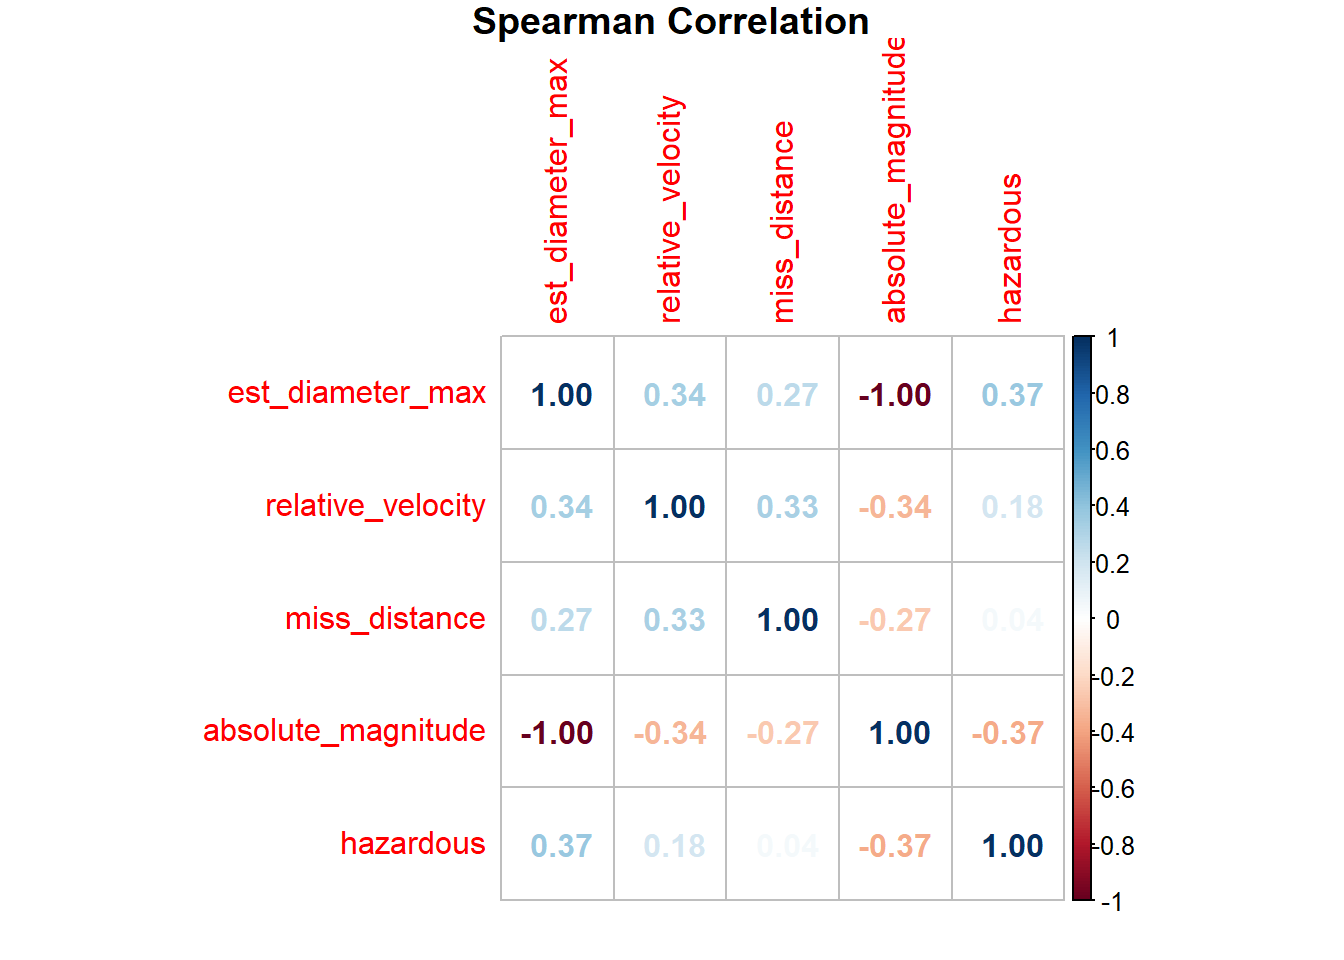 Spearman Correlation
est_diameter_max
relative_velocity
miss_distance
absolute_magnitude
hazardous
est_diameter_max 1.00 0.34 0.27 -1.00 0.37
relative_velocity 0.34 1.00 0.33 -0.34 0.18
miss_distance 0.27 0.33 1.00 -0.27 0.04
absolute_magnitude -1.00 -0.34 -0.27 1.00 -0.37
hazardous 0.37 0.18 0.04 -0.37 1.00
1
0.8
0.6
0.4
0.2
0
-0.2
-0.4
-0.6
-0.8
-1